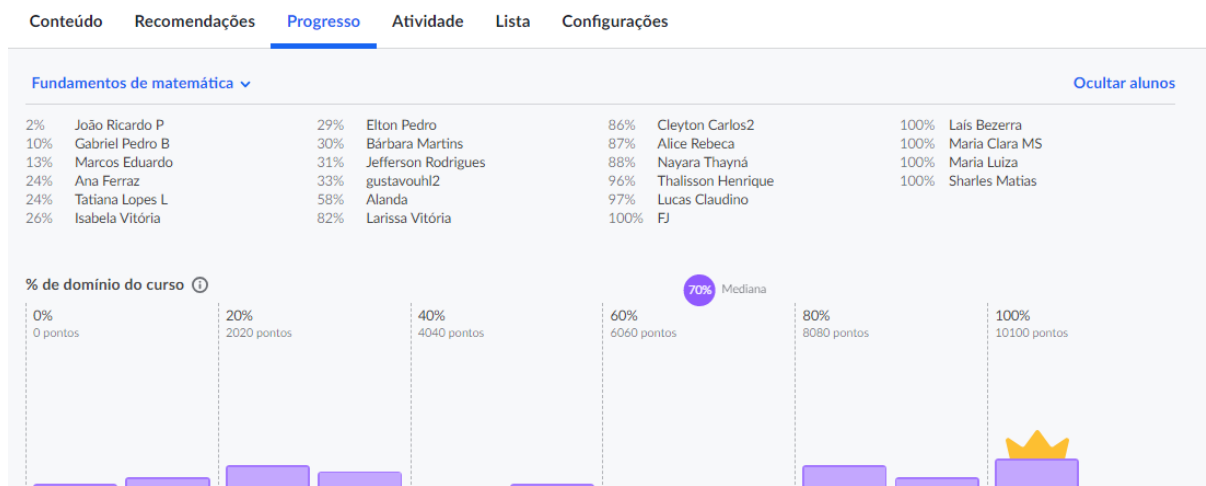 Conteúdo Recomendações Progresso Atividade Lista Configurações
Fundamentos de matemática Ocultar alunos
2% João Ricardo P
10% Gabriel Pedro B
13% Marcos Eduardo
24% Ana Ferraz
24% Tatiana Lopes L
26% Isabela Vitória
29% Elton Pedro
30% Bárbara Martins
31% Jefferson Rodrigues
33% gustavouhl2
58% Alanda
82% Larissa Vitória
86% Cleyton Carlos2
87% Alice Rebeca
88% Nayara Thayná
96% Thalisson Henrique
97% Lucas Claudino
100% FJ
100% Laís Bezerra
100% Maria Clara MS
100% Maria Luiza
100% Sharles Matias
% de domínio do curso
70% Mediana
0% 20% 40% 60% 80% 100%
0 pontos 2020 pontos 4040 pontos 6060 pontos 8080 pontos 10100 pontos